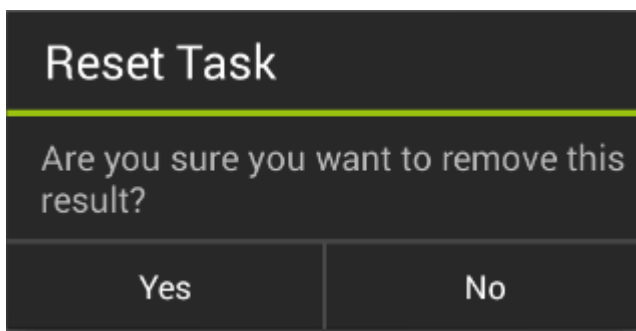 Reset Task
Are you sure you want to remove this
result?
Yes
No